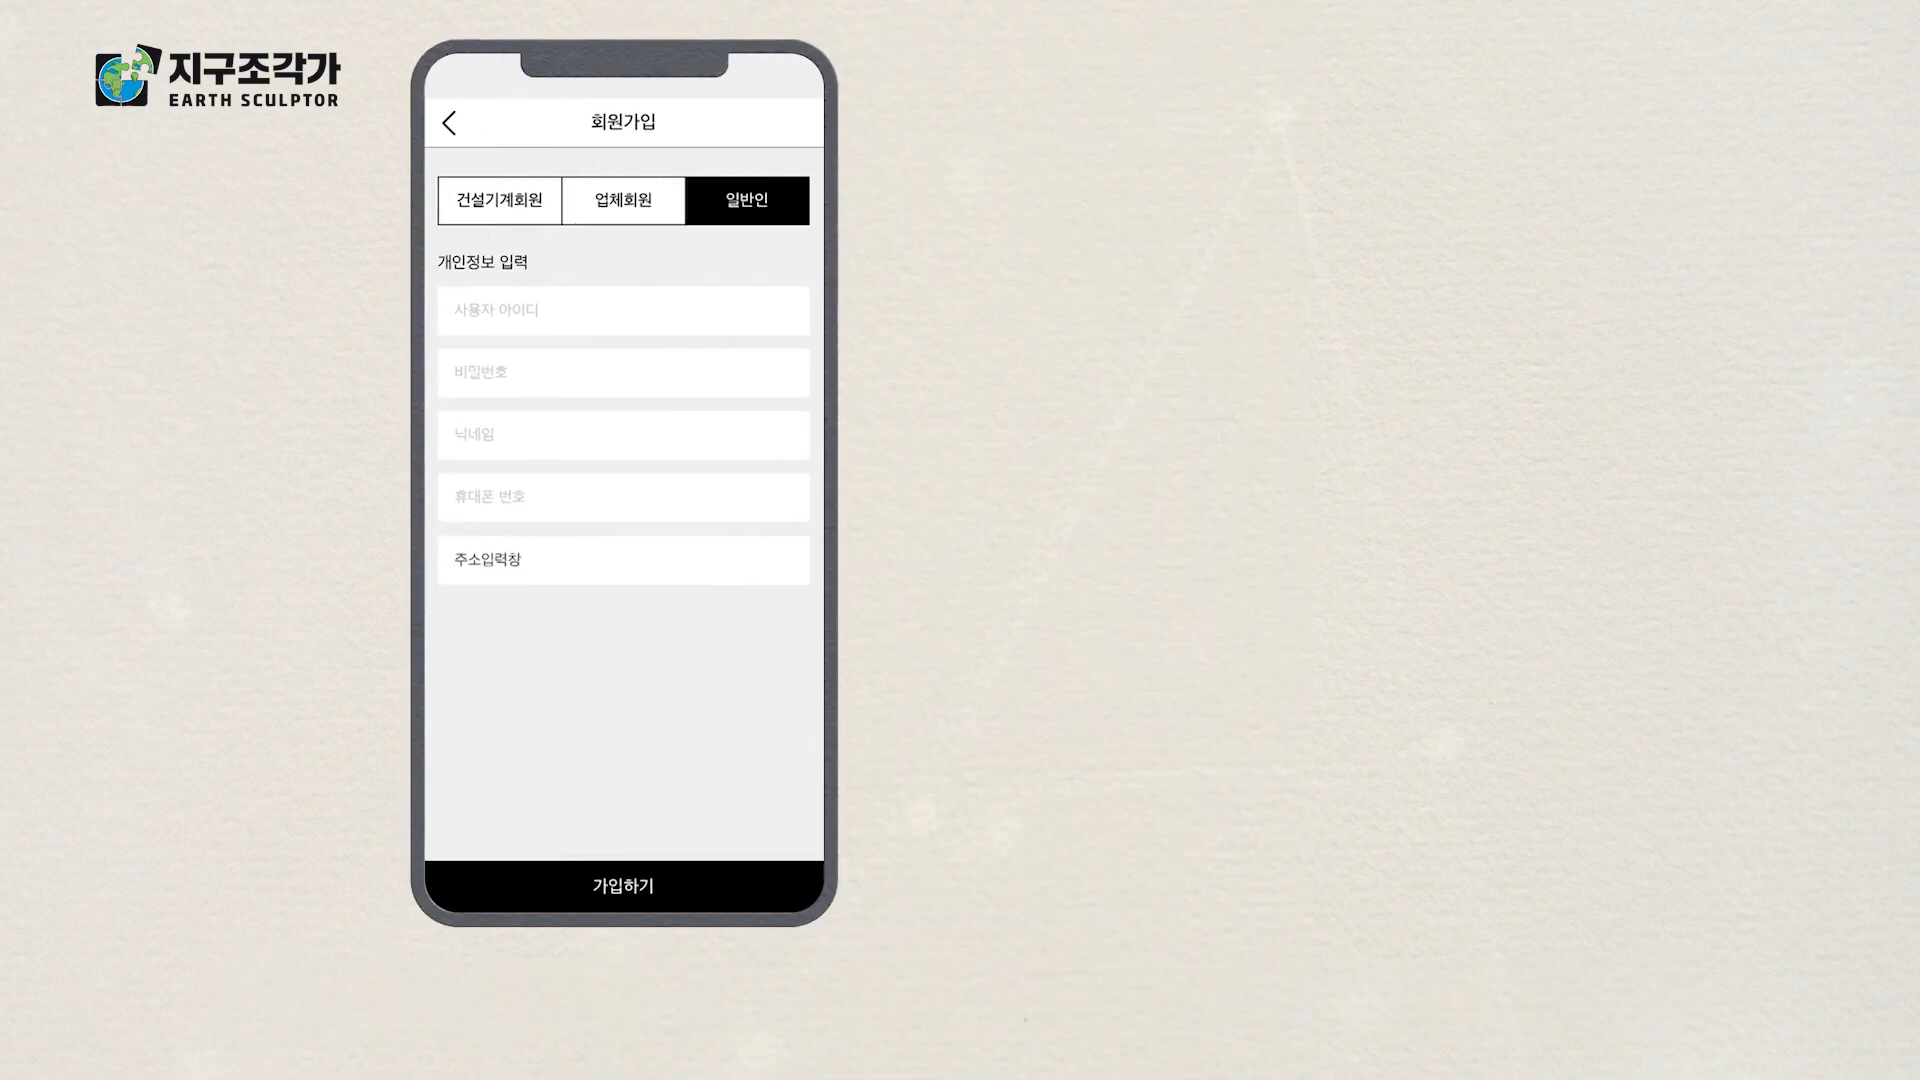 지구조각가
EARTH SCULPTOR
회원가입
건설기계회원 업체회원 일반인
개인정보 입력
사용자 아이디
비밀번호
닉네임
휴대폰 번호
주소입력창
가입하기